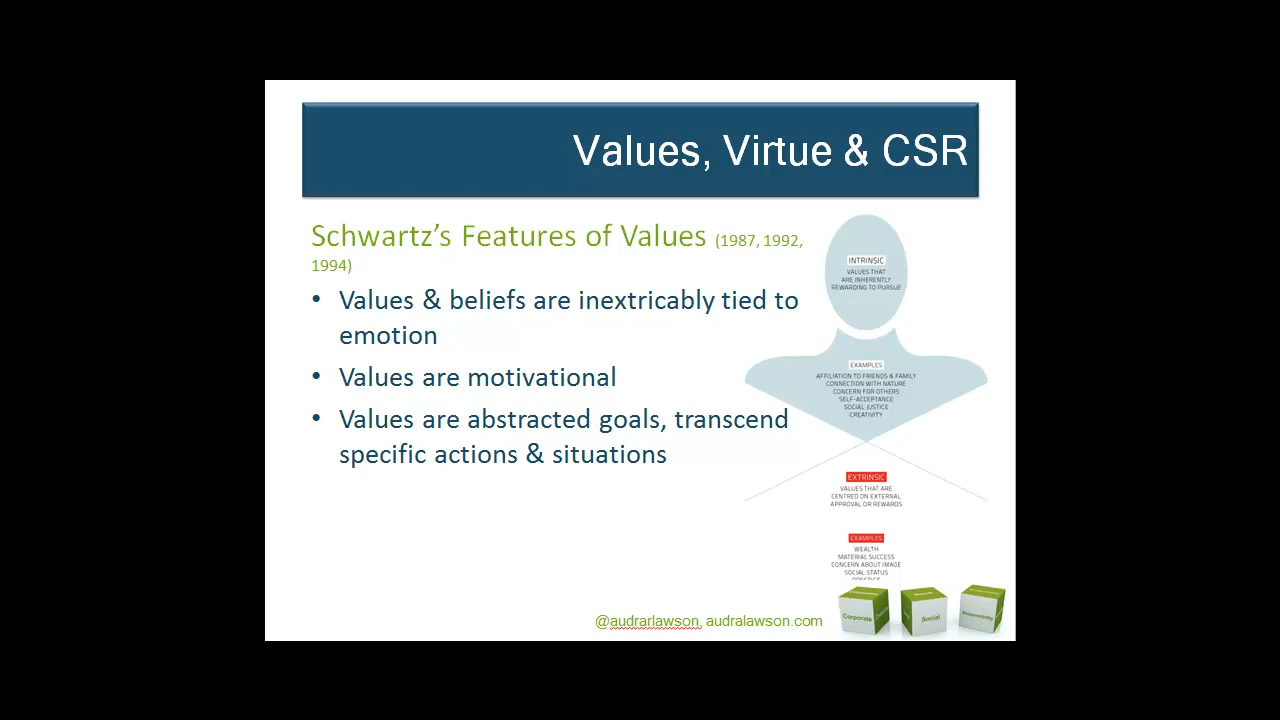 Values, Virtue & CSR
Schwartz’s Features of Values (1987, 1992,
1994)
• Values & beliefs are inextricably tied to
emotion
• Values are motivational
• Values are abstracted goals, transcend
specific actions & situations
INTRINSIC
VALUES THAT
ARE INHERENTLY
REWARDING TO PURSUE
EXAMPLES
AFFILIATION TO FRIENDS & FAMILY
CONNECTION WITH NATURE
CONCERN FOR OTHERS
SELF-ACCEPTANCE
SOCIAL JUSTICE
CREATIVITY
EXTRINSIC
VALUES THAT ARE
CENTRED ON EXTERNAL
APPROVAL OR REWARDS
EXAMPLES
WEALTH
MATERIAL SUCCESS
CONCERN ABOUT IMAGE
SOCIAL STATUS
@audrarlawson, audralawson.com
Corporate
Social
Responsibility